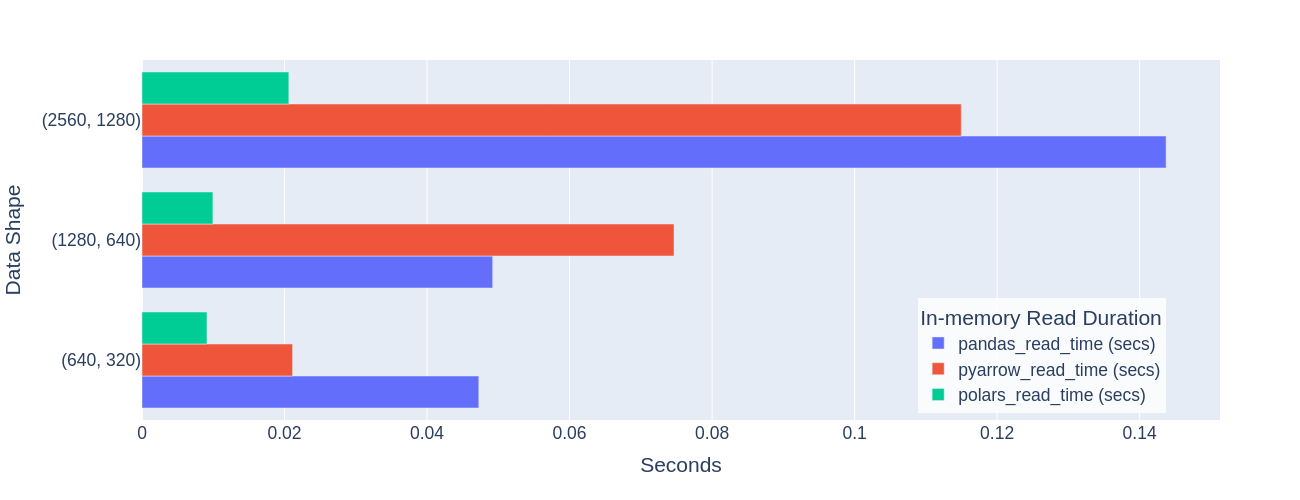 Data Shape
(2560, 1280)
(1280, 640)
(640, 320)
In-memory Read Duration
pandas_read_time (secs)
pyarrow_read_time (secs)
polars_read_time (secs)
0 0.02 0.04 0.06 0.08 0.1 0.12 0.14
Seconds